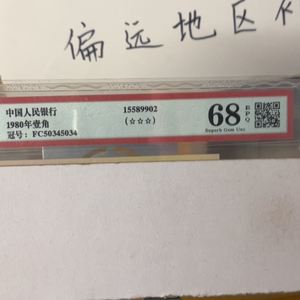 偏远地区
中国人民银行
1980年壹角
冠号: FC50345034
15589902
(☆☆☆)
68
EPQ
Superb Gem Unc